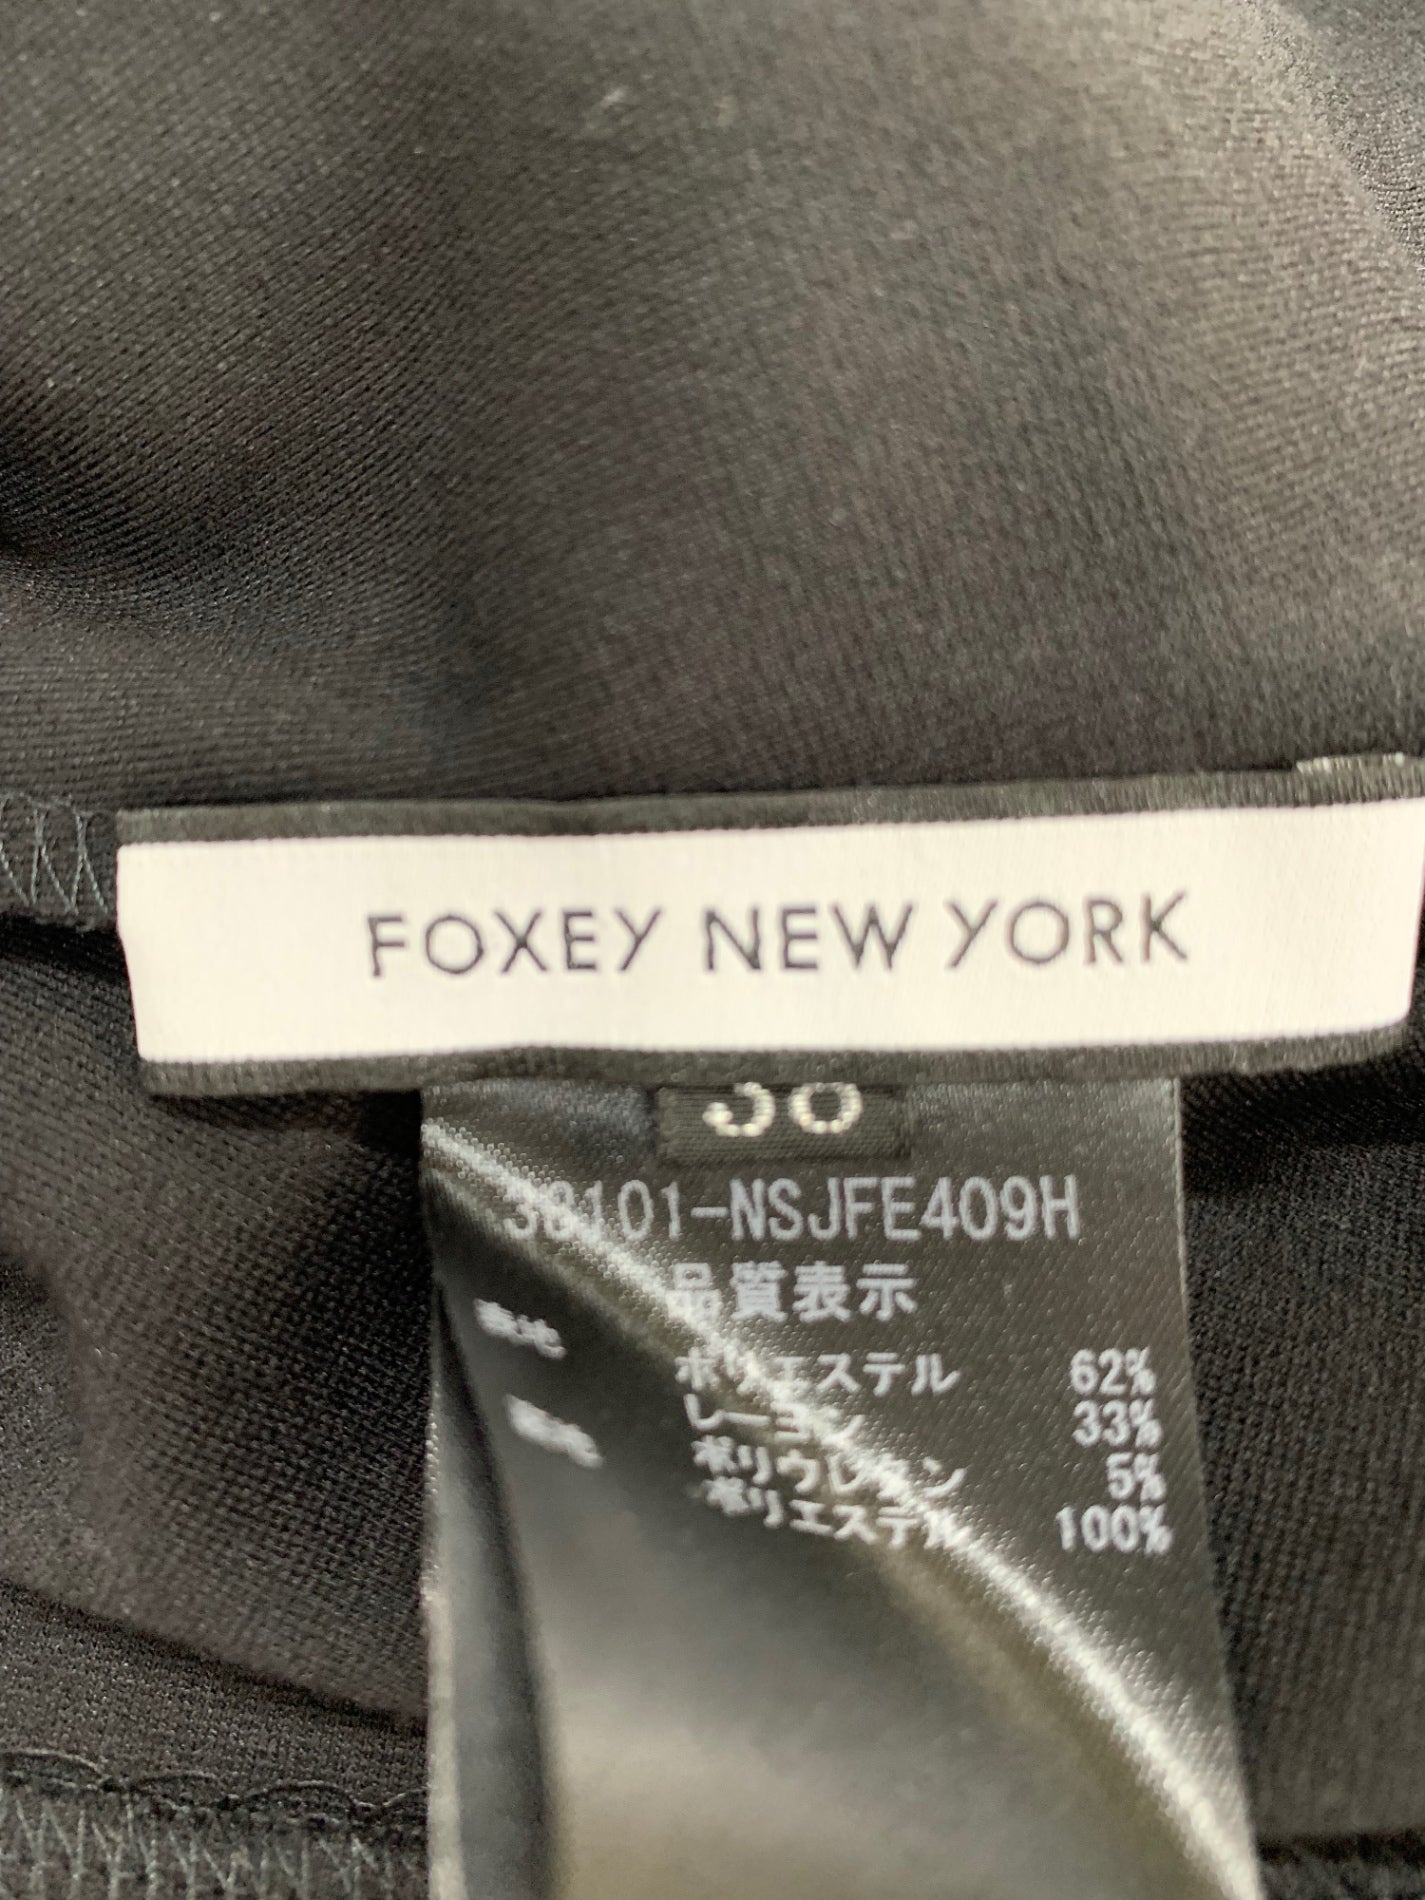 FOXEY NEW YORK
38101-NSJFE409H
品質表示
表地 ポリエステル 62%
レーヨン 33%
ポリウレタン 5%
裏地 ポリエステル 100%